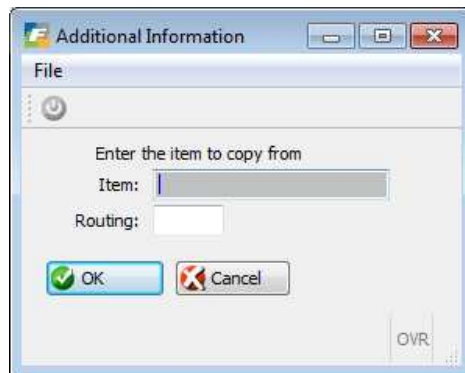 Additional Information
File
Enter the item to copy from
Item:
Routing:
OK Cancel
OVR